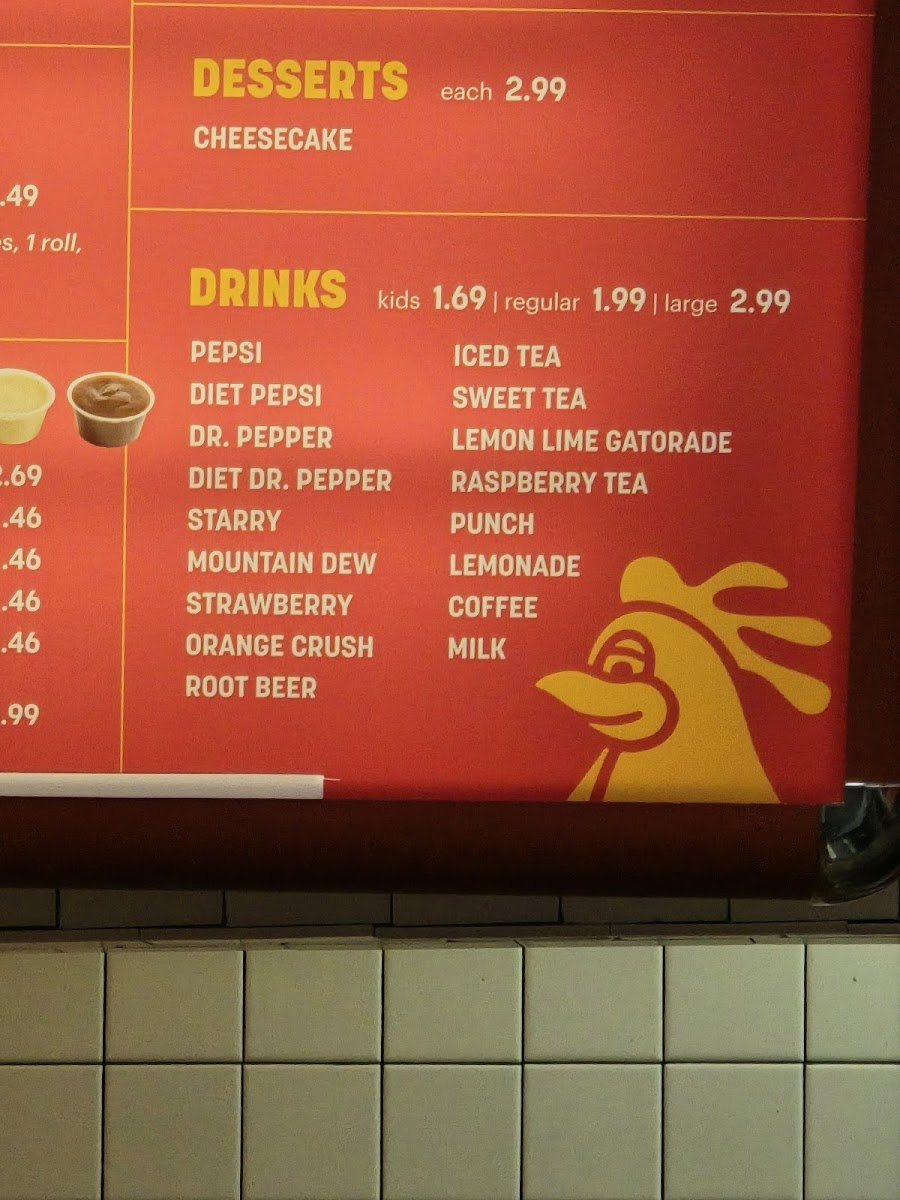 DESSERTS each 2.99
CHEESECAKE
.49
1 roll,
DRINKS kids 1.69 | regular 1.99 | large 2.99
PEPSI
DIET PEPSI
DR. PEPPER
DIET DR. PEPPER
STARRY
MOUNTAIN DEW
STRAWBERRY
ORANGE CRUSH
ROOT BEER
ICED TEA
SWEET TEA
LEMON LIME GATORADE
RASPBERRY TEA
PUNCH
LEMONADE
COFFEE
MILK
.69
.46
.46
.46
.46
.99